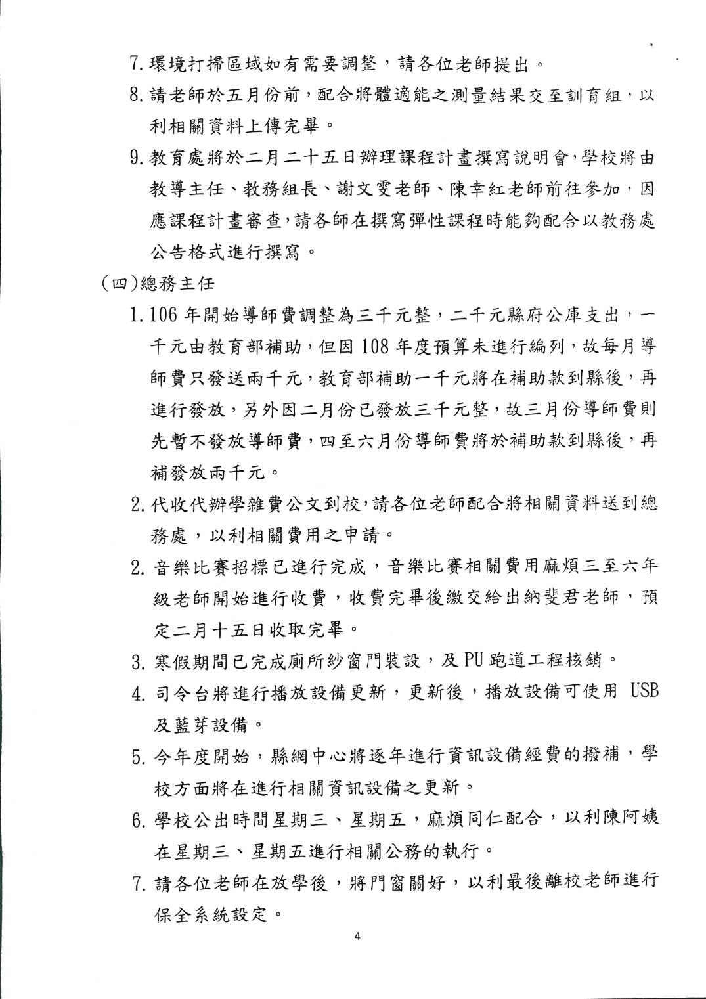 7. 環境打掃區域如有需要調整，請各位老師提出。
8. 請老師於五月份前，配合將體適能之測量結果交至訓育組，以
利相關資料上傳完畢。
9. 教育處將於二月二十五日辦理課程計畫撰寫說明會，學校將由
教導主任、教務組長、謝文雯老師、陳幸紅老師前往參加，因
應課程計畫審查，請各師在撰寫彈性課程時能夠配合以教務處
公告格式進行撰寫。
(四)總務主任
1. 106 年開始導師費調整為三千元整，二千元縣府公庫支出，一
千元由教育部補助，但因 108 年度預算未進行編列，故每月導
師費只發送兩千元，教育部補助一千元將在補助款到縣後，再
進行發放，另外因二月份已發放三千元整，故三月份導師費則
先暫不發放導師費，四至六月份導師費將於補助款到縣後，再
補發放兩千元。
2. 代收代辦學雜費公文到校，請各位老師配合將相關資料送到總
務處，以利相關費用之申請。
2. 音樂比賽招標已進行完成，音樂比賽相關費用麻煩三至六年
級老師開始進行收費，收費完畢後繳交給出納斐君老師，預
定二月十五日收取完畢。
3. 寒假期間已完成廁所紗窗門裝設，及 PU 跑道工程核銷。
4. 司令台將進行播放設備更新，更新後，播放設備可使用 USB
及藍芽設備。
5. 今年度開始，縣網中心將逐年進行資訊設備經費的撥補，學
校方面將在進行相關資訊設備之更新。
6. 學校公出時間星期三、星期五，麻煩同仁配合，以利陳阿姨
在星期三、星期五進行相關公務的執行。
7. 請各位老師在放學後，將門窗關好，以利最後離校老師進行
保全系統設定。
4